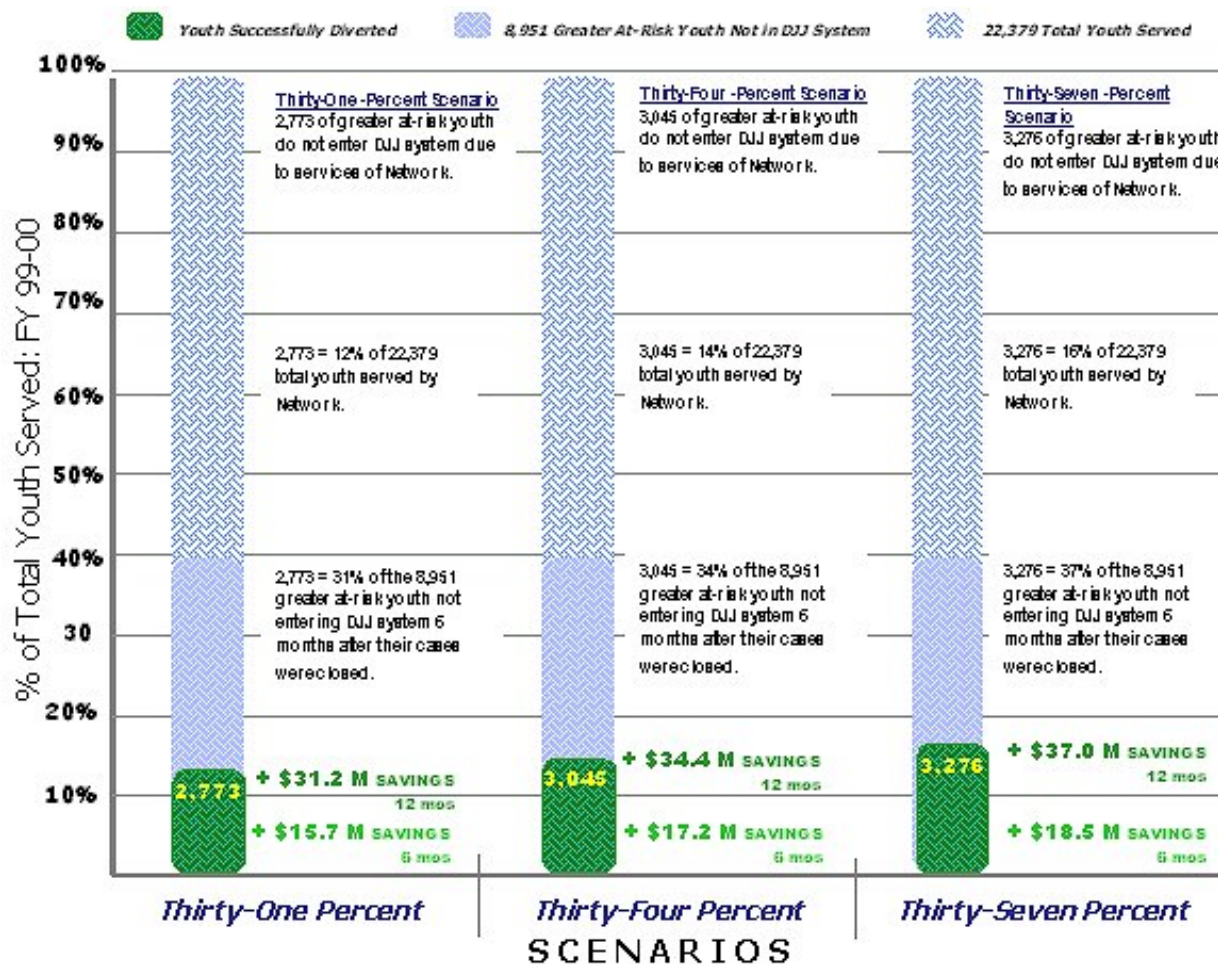 Youth Successfully Diverted
8,951 Greater At-Risk Youth Not in DJJ System
22,379 Total Youth Served
% of Total Youth Served: FY 99-00
100%
90%
80%
70%
60%
50%
40%
30
20%
10%
Thirty-One -Percent Scenario
2,773 of greater at-risk youth
do not enter DJJ system due
to services of Network.
2,773 = 12% of 22,379
total youth served by
Network.
2,773 = 31% of the 8,951
greater at-risk youth not
entering DJJ system 6
months after their cases
were closed.
2,773
+ $31.2 M SAVINGS
12 mos
+ $15.7 M SAVINGS
6 mos
Thirty-Four -Percent Scenario
3,045 of greater at-risk youth
do not enter DJJ system due
to services of Network.
3,045 = 14% of 22,379
total youth served by
Network.
3,045 = 34% of the 8,951
greater at-risk youth not
entering DJJ system 6
months after their cases
were closed.
3,045
+ $34.4 M SAVINGS
12 mos
+ $17.2 M SAVINGS
6 mos
Thirty-Seven -Percent
Scenario
3,276 of greater at-risk youth
do not enter DJJ system due
to services of Network.
3,276 = 16% of 22,379
total youth served by
Network.
3,276 = 37% of the 8,951
greater at-risk youth not
entering DJJ system 6
months after their cases
were closed.
3,276
+ $37.0 M SAVINGS
12 mos
+ $18.5 M SAVINGS
6 mos
Thirty-One Percent
Thirty-Four Percent
Thirty-Seven Percent
SCENARIOS